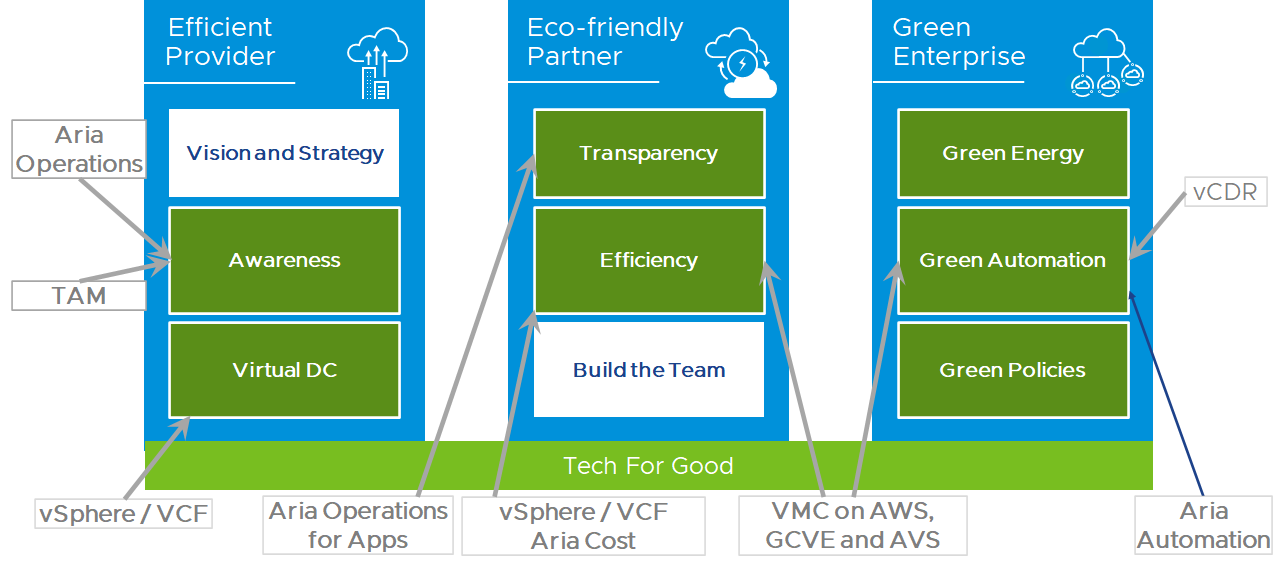 Efficient
Provider
Eco-friendly
Partner
Green
Enterprise
Aria
Operations
TAM
Vision and Strategy
Awareness
Virtual DC
Transparency
Efficiency
Build the Team
Green Energy
Green Automation
Green Policies
vCDR
Tech For Good
vSphere / VCF
Aria Operations
for Apps
vSphere / VCF
Aria Cost
VMC on AWS,
GCVE and AVS
Aria
Automation